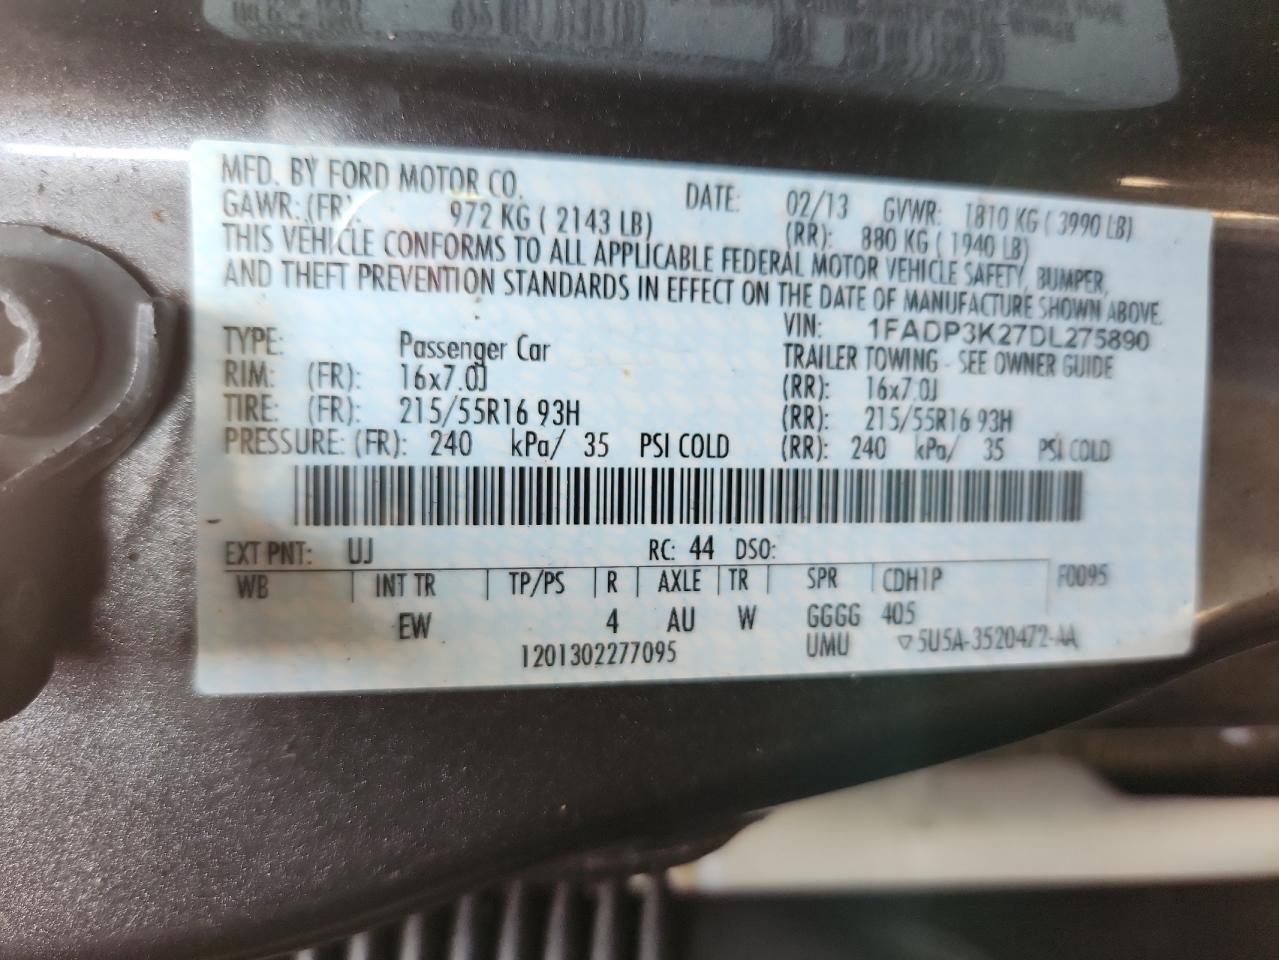 MFD. BY FORD MOTOR CO.
DATE: 02/13 GVWR: 1810 KG ( 3990 LB)
GAWR: (FR): 972 KG ( 2143 LB) (RR): 880 KG ( 1940 LB)
THIS VEHICLE CONFORMS TO ALL APPLICABLE FEDERAL MOTOR VEHICLE SAFETY, BUMPER,
AND THEFT PREVENTION STANDARDS IN EFFECT ON THE DATE OF MANUFACTURE SHOWN ABOVE.
VIN: 1FADP3K27DL275890
TYPE: Passenger Car TRAILER TOWING - SEE OWNER GUIDE
RIM: (FR): 16x7.0J (RR): 16x7.0J
TIRE: (FR): 215/55R16 93H (RR): 215/55R16 93H
PRESSURE: (FR): 240 kPa/ 35 PSI COLD (RR): 240 kPa/ 35 PSI COLD
EXT PNT: UJ RC: 44 DSO:
WB INT TR TP/PS R AXLE TR SPR CDH1P F0095
EW 4 AU W GGGG 405
1201302277095 UMU ▽5U5A-3520472-AA